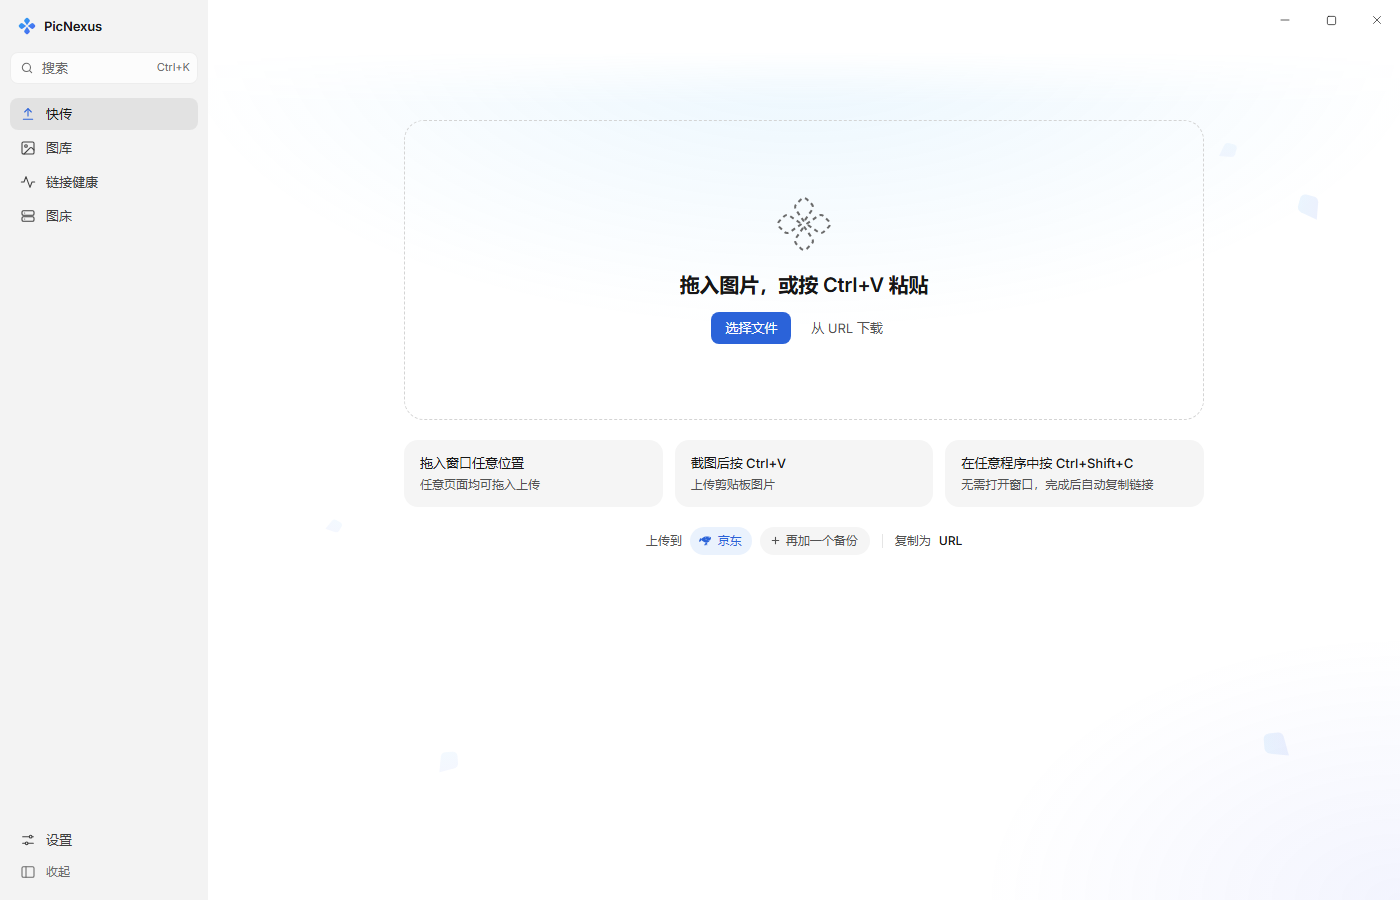 PicNexus
搜索 Ctrl+K
快传
图库
链接健康
图床
设置
收起
拖入图片，或按 Ctrl+V 粘贴
选择文件 从 URL 下载
拖入窗口任意位置
任意页面均可拖入上传
截图后按 Ctrl+V
上传剪贴板图片
在任意程序中按 Ctrl+Shift+C
无需打开窗口，完成后自动复制链接
上传到 京东 + 再加一个备份 复制为 URL